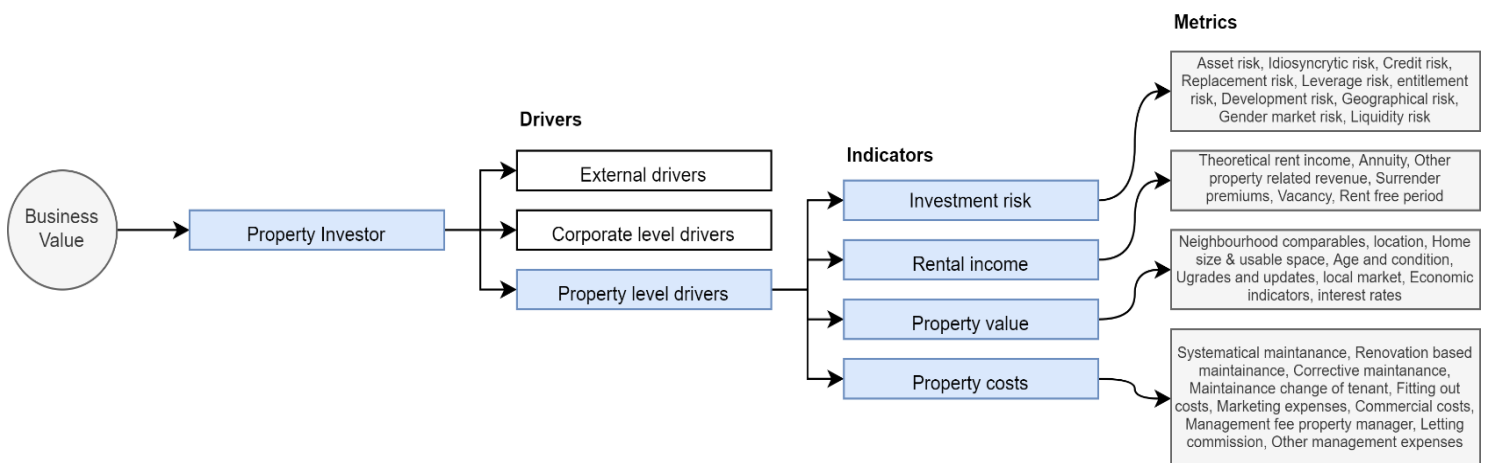 Metrics
Asset risk, Idiosyncrytic risk, Credit risk,
Replacement risk, Leverage risk, entitlement
risk, Development risk, Geographical risk,
Gender market risk, Liquidity risk
Drivers
Indicators
External drivers
Theoretical rent income, Annuity, Other
property related revenue, Surrender
premiums, Vacancy, Rent free period
Investment risk
Business
Value
Property Investor
Corporate level drivers
Rental income
Neighbourhood comparables, location, Home
size & usable space, Age and condition,
Ugrades and updates, local market, Economic
indicators, interest rates
Property level drivers
Property value
Property costs
Systematical maintanance, Renovation based
maintainance, Corrective maintanance,
Maintainance change of tenant, Fitting out
costs, Marketing expenses, Commercial costs,
Management fee property manager, Letting
commission, Other management expenses